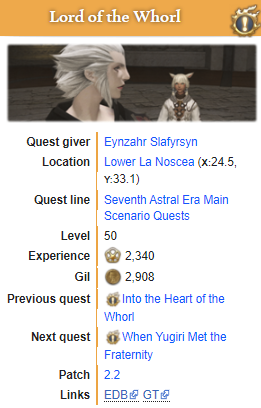 Lord of the Whorl
Quest giver Eynzahr Slafyrsyn
Location Lower La Noscea (x:24.5,
Y:33.1)
Quest line Seventh Astral Era Main
Scenario Quests
Level 50
Experience 2,340
Gil 2,908
Previous quest Into the Heart of the
Whorl
Next quest When Yugiri Met the
Fraternity
Patch 2.2
Links EDB GT